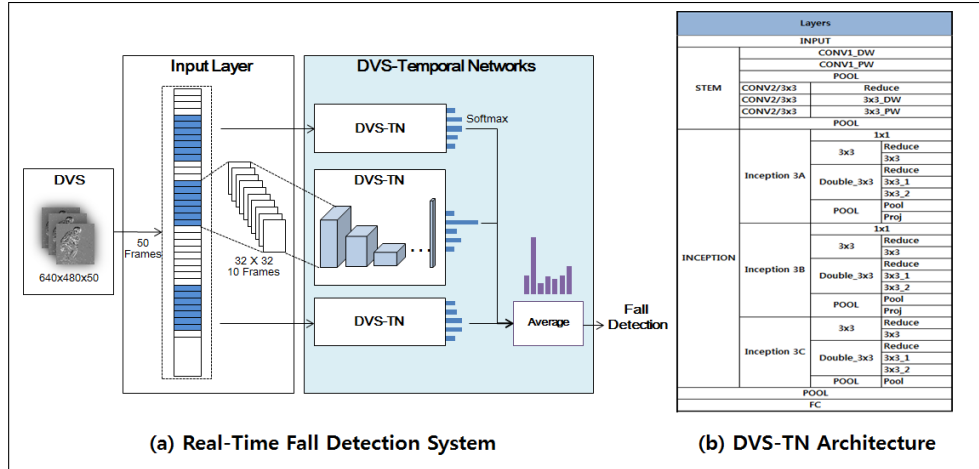 Input Layer
DVS-Temporal Networks
DVS
640x480x50
50
Frames
32 X 32
10 Frames
DVS-TN
Softmax
DVS-TN
DVS-TN
Average
Fall
Detection
(a) Real-Time Fall Detection System
Layers
INPUT
STEM
CONV1_DW
CONV1_PW
POOL
CONV2/3x3 Reduce
CONV2/3x3 3x3_DW
CONV2/3x3 3x3_PW
POOL
INCEPTION
Inception 3A
1x1
3x3 Reduce
3x3
Double_3x3 Reduce
3x3_1
3x3_2
POOL Pool
Proj
Inception 3B
1x1
3x3 Reduce
3x3
Double_3x3 Reduce
3x3_1
3x3_2
POOL Pool
Proj
Inception 3C
3x3 Reduce
3x3
Double_3x3 Reduce
3x3_1
3x3_2
POOL Pool
POOL
FC
(b) DVS-TN Architecture